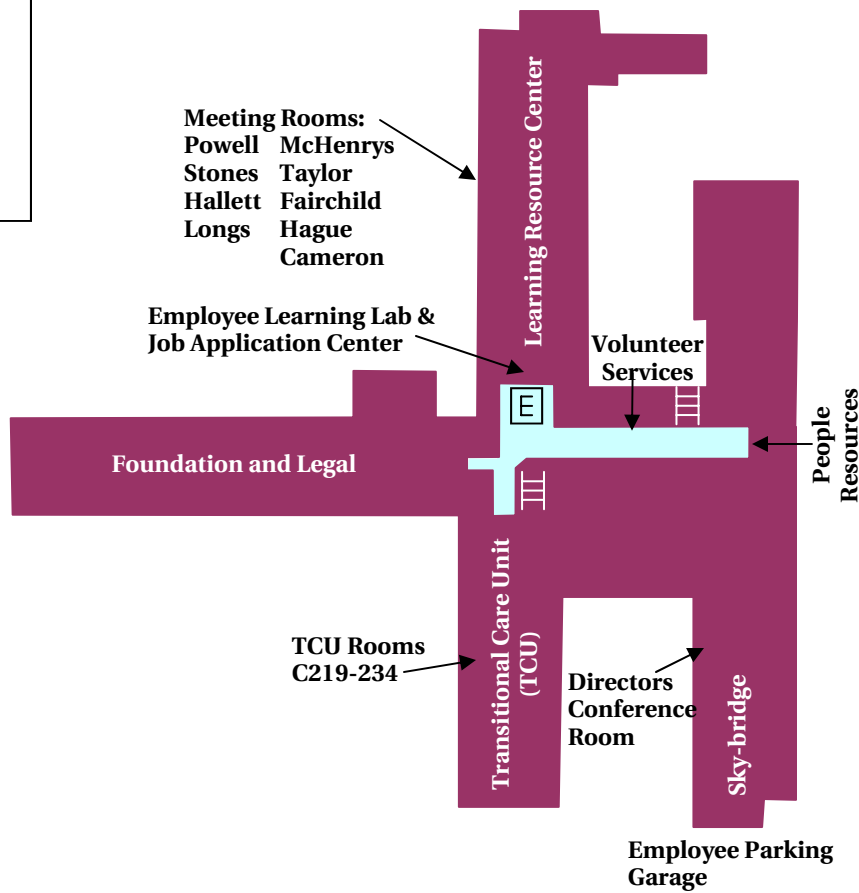 Learning Resource Center
Meeting Rooms:
Powell McHenrys
Stones Taylor
Hallett Fairchild
Longs Hague
Cameron
Employee Learning Lab &
Job Application Center
Volunteer
Services
E
People
Resources
Foundation and Legal
Transitional Care Unit
(TCU)
TCU Rooms
C219-234
Directors
Conference
Room
Sky-bridge
Employee Parking
Garage